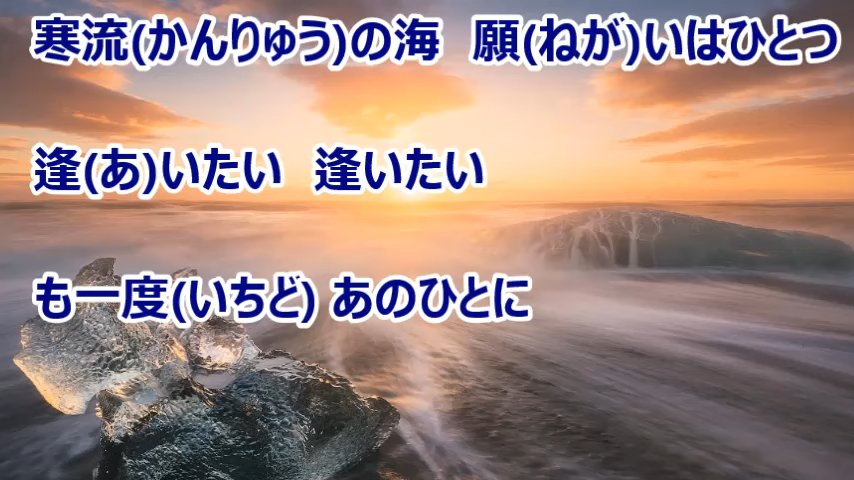 寒流(かんりゅう)の海　願(ねが)いはひとつ
逢(あ)いたい　逢いたい
も一度(いちど) あのひとに